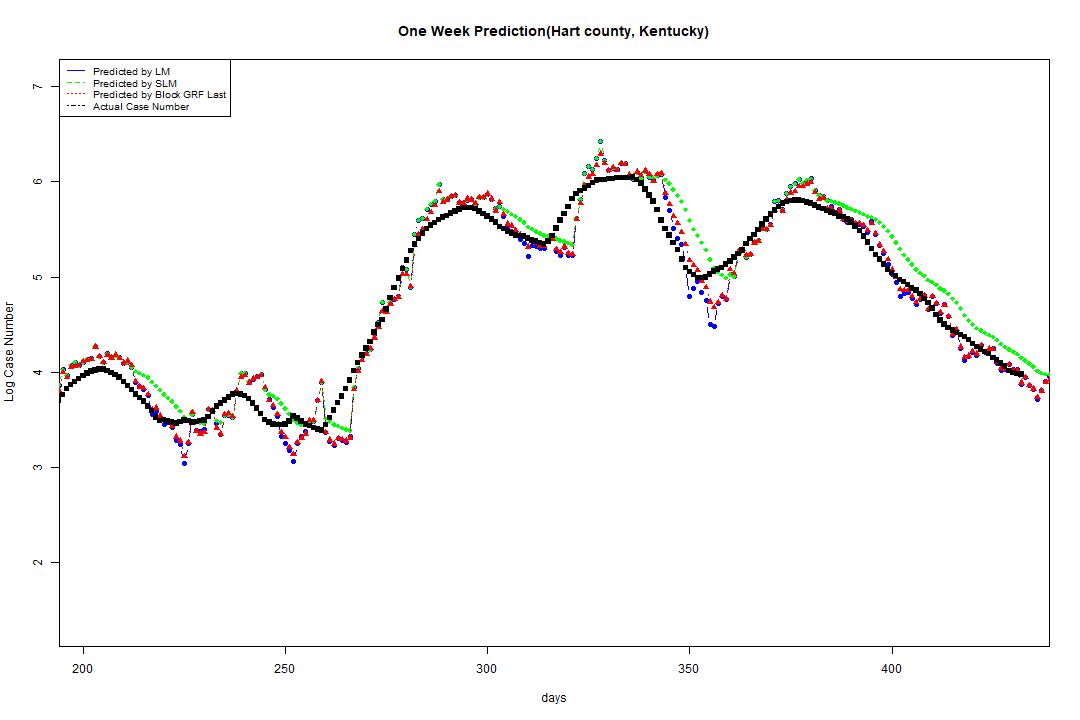 One Week Prediction(Hart county, Kentucky)
Predicted by LM
Predicted by SLM
Predicted by Block GRF Last
Actual Case Number
7
6
5
4
3
2
Log Case Number
200 250 300 350 400
days